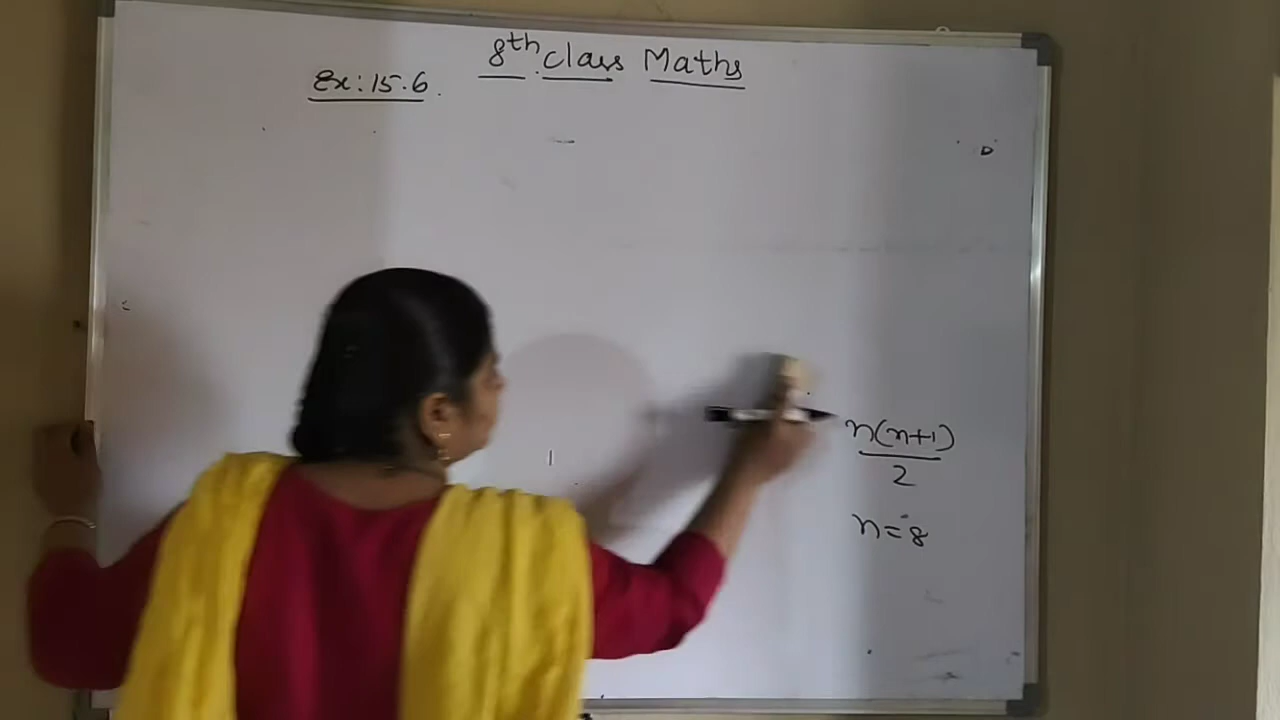 8th class Maths
Ex: 15.6.
n(n+1)
2
n=8